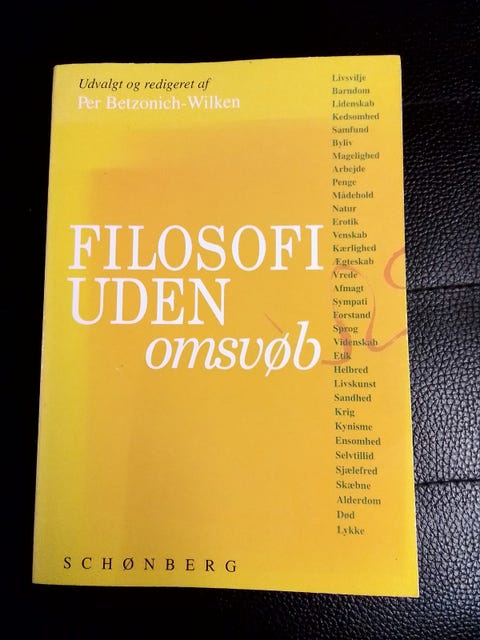 Udvalgt og redigeret af
Per Betzonich-Wilken
FILOSOFI
UDEN
omsvøb
Livsvilje
Barndom
Lidenskab
Kedsomhed
Samfund
Byliv
Magelighed
Arbejde
Penge
Mådehold
Natur
Erotik
Venskab
Kærlighed
Ægteskab
Vrede
Afmagt
Sympati
Forstand
Sprog
Videnskab
Etik
Helbred
Livskunst
Sandhed
Krig
Kynisme
Ensomhed
Selvtillid
Sjælefred
Skæbne
Alderdom
Død
Lykke
SCHØNBERG